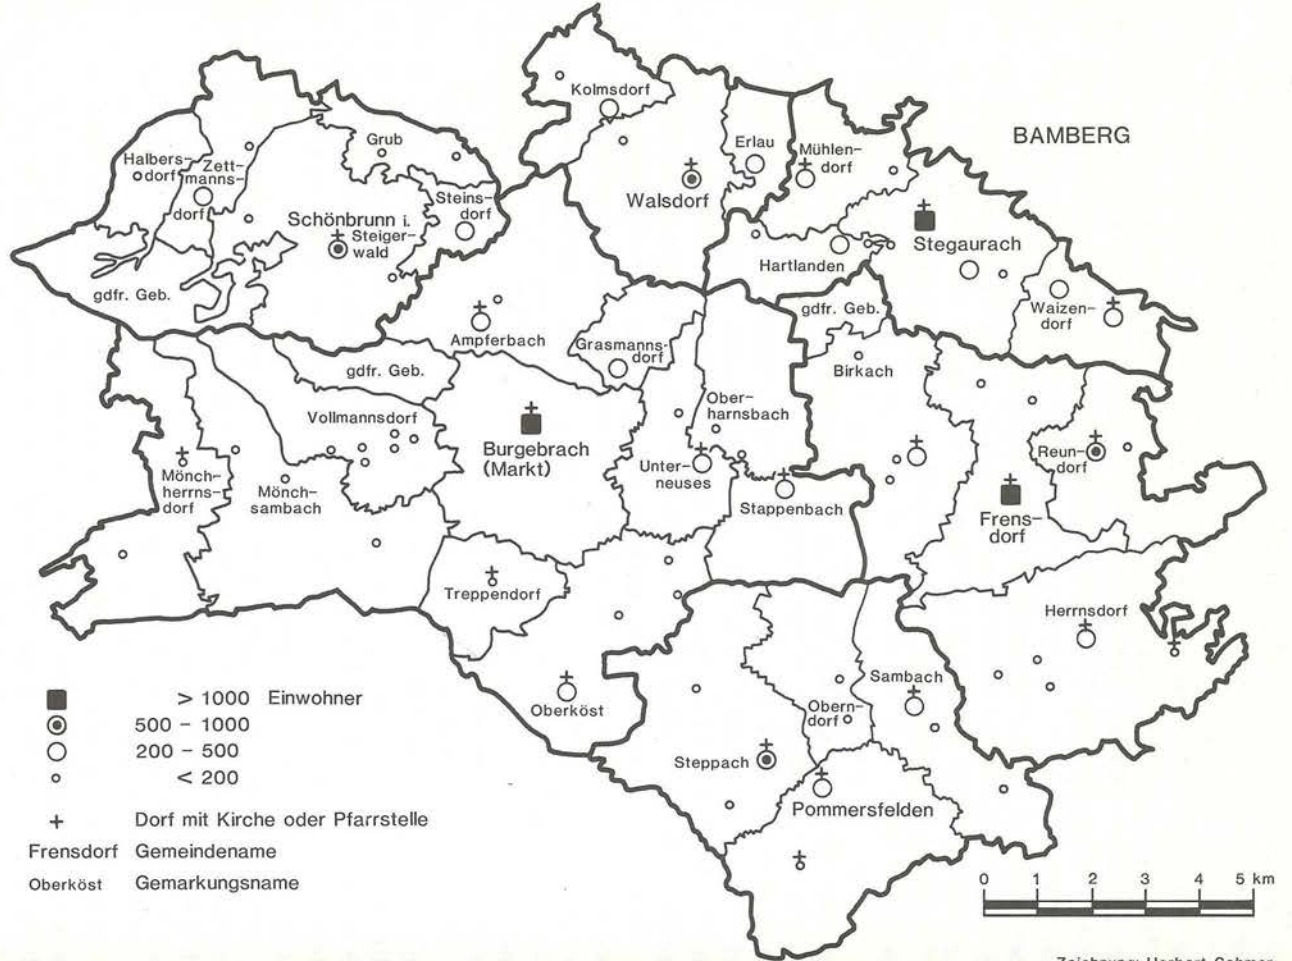 BAMBERG
Kolmsdorf
Erlau
Mühlen-
dorf
Grub
Halbers-
dorf
Zett-
manns-
dorf
Steins-
dorf
Walsdorf
Schönbrunn i.
Steiger-
wald
Stegaurach
Hartlanden
gdfr. Geb.
gdfr. Geb.
Waizen-
dorf
Ampferbach
Grasmanns-
dorf
gdfr. Geb.
Birkach
Vollmannsdorf
Ober-
harnsbach
Burgebrach
(Markt)
Unter-
neuses
Reun-
dorf
Mönch-
herrns-
dorf
Mönch-
sambach
Stappenbach
Frens-
dorf
Treppendorf
Herrnsdorf
Sambach
Oberköst
Obern-
dorf
Steppach
Pommersfelden
> 1000 Einwohner
500 – 1000
200 – 500
< 200
Dorf mit Kirche oder Pfarrstelle
Frensdorf Gemeindename
Oberköst Gemarkungsname
0 1 2 3 4 5 km